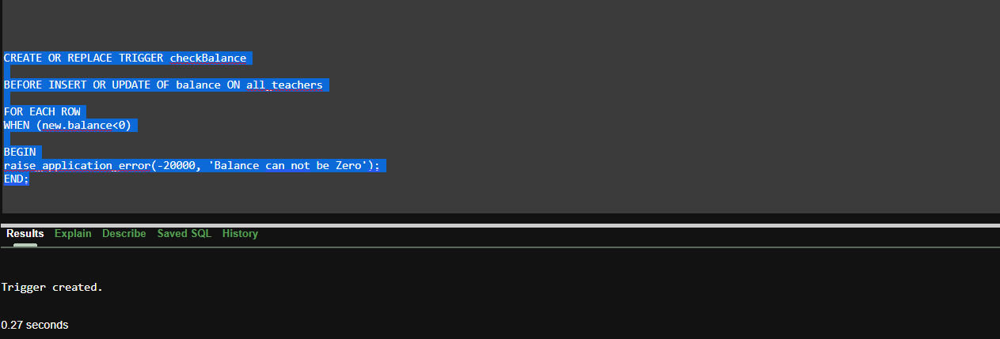 CREATE OR REPLACE TRIGGER checkBalance
BEFORE INSERT OR UPDATE OF balance ON all_teachers
FOR EACH ROW
WHEN (new.balance<0)
BEGIN
raise_application_error(-20000, 'Balance can not be Zero');
END;
Results Explain Describe Saved SQL History
Trigger created.
0.27 seconds